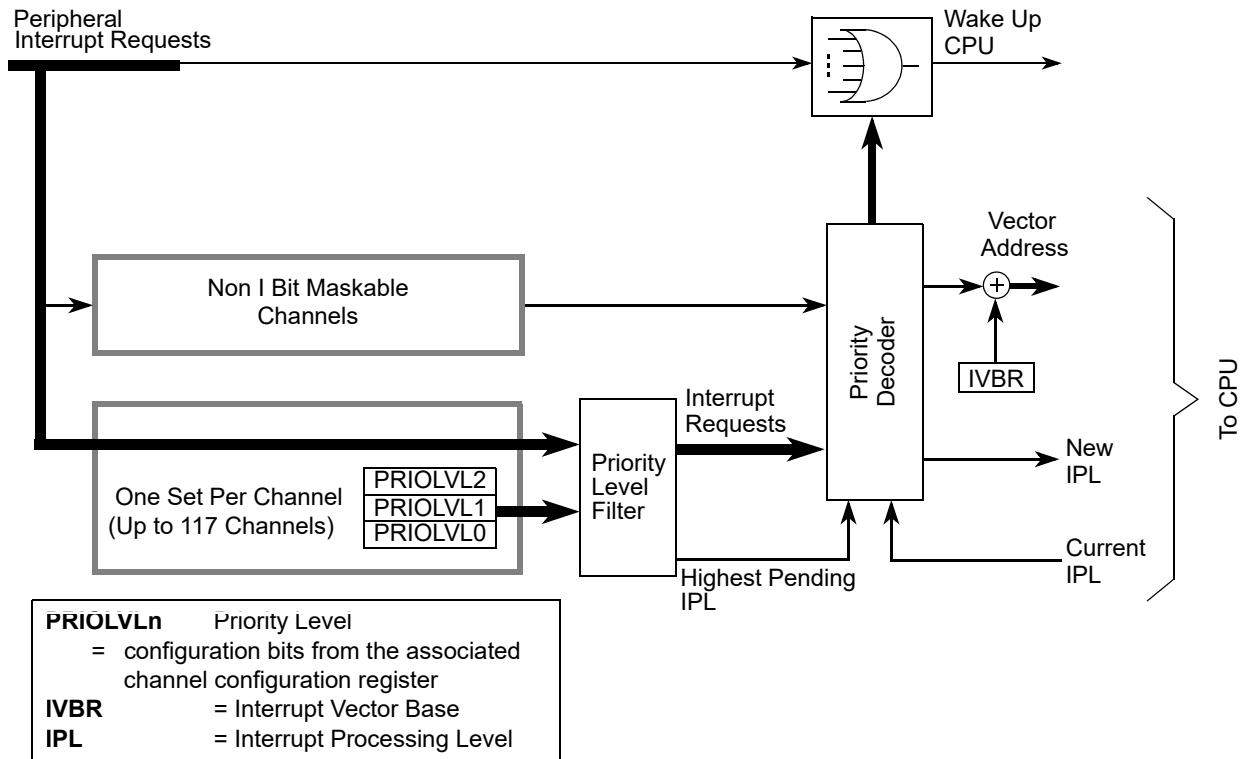 Peripheral
Interrupt Requests
Wake Up
CPU
Vector
Address
Non I Bit Maskable
Channels
Priority
Decoder
IVBR
To CPU
Interrupt
Requests
New
IPL
Priority
Level
Filter
PRIOLVL2
One Set Per Channel
PRIOLVL1
(Up to 117 Channels)
PRIOLVL0
Current
IPL
Highest Pending
IPL
PRIOLVLn Priority Level
= configuration bits from the associated
channel configuration register
IVBR = Interrupt Vector Base
IPL = Interrupt Processing Level